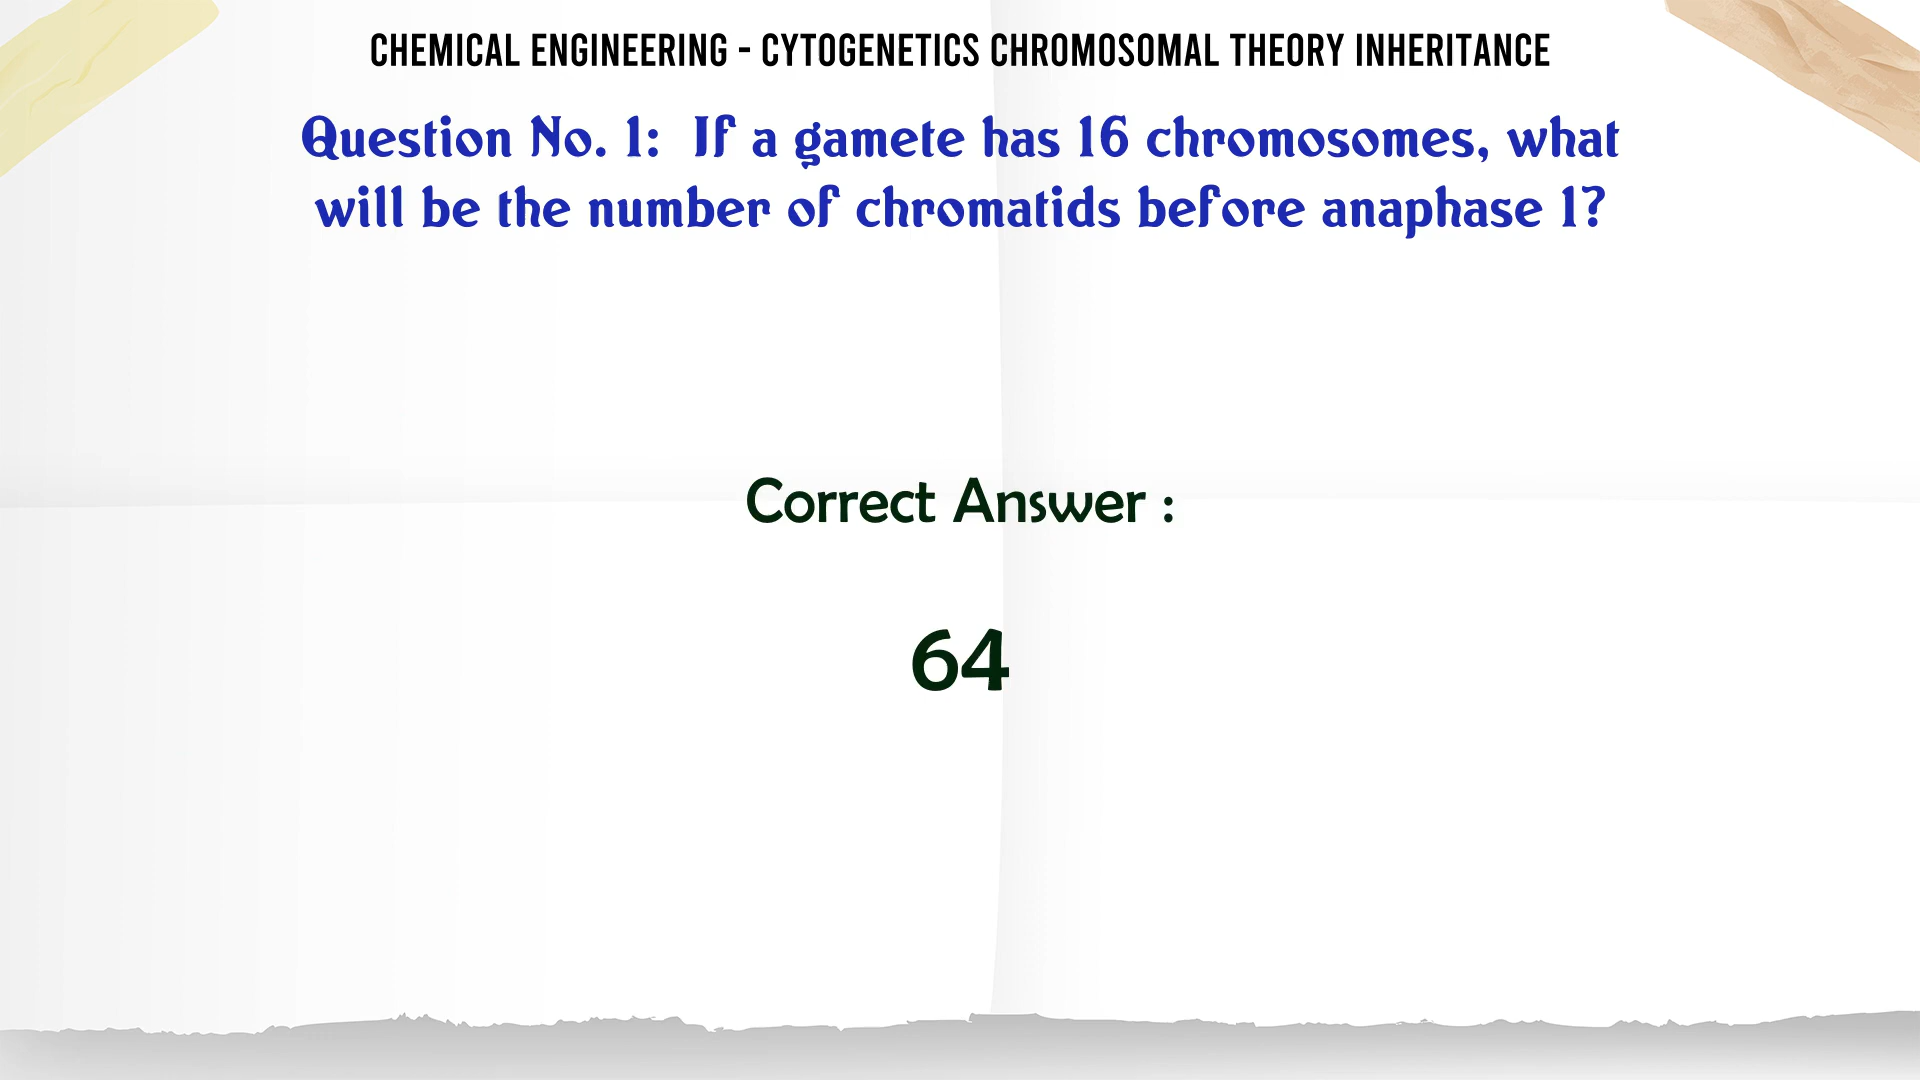 CHEMICAL ENGINEERING - CYTOGENETICS CHROMOSOMAL THEORY INHERITANCE
Question No. 1:  If a gamete has 16 chromosomes, what
will be the number of chromatids before anaphase 1?
Correct Answer :
64